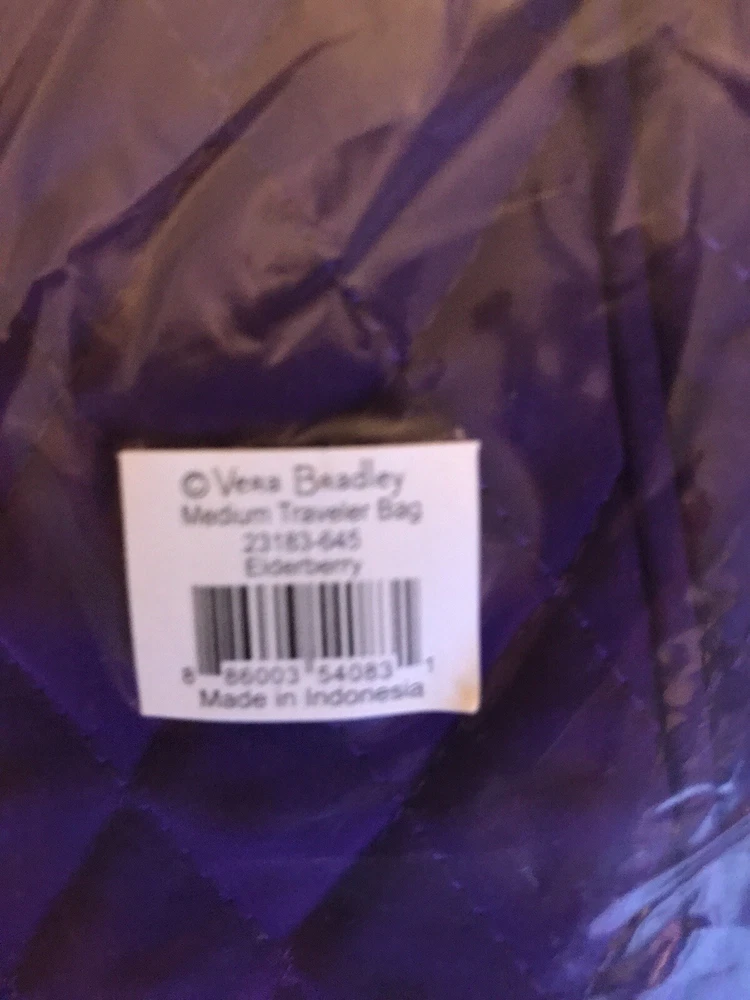 © Vera Bradley
Medium Traveler Bag
23183-645
Elderberry
8 86003 54083 1
Made in Indonesia